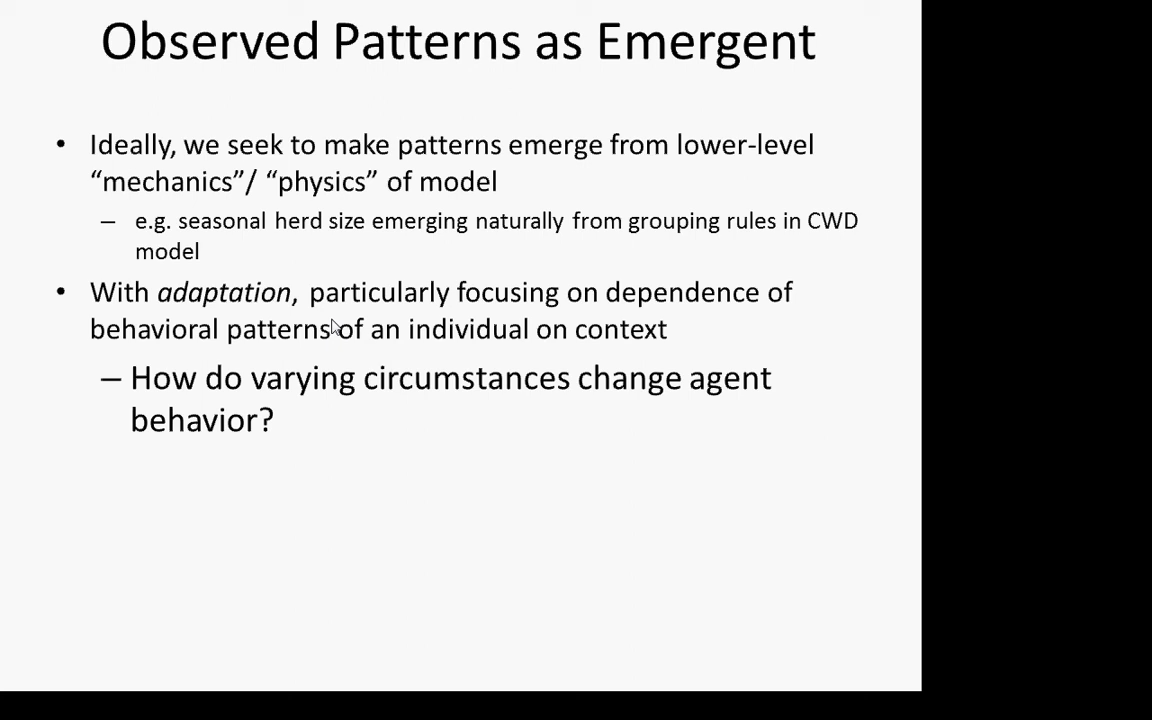 Observed Patterns as Emergent
• Ideally, we seek to make patterns emerge from lower-level
“mechanics”/ “physics” of model
– e.g. seasonal herd size emerging naturally from grouping rules in CWD
model
• With adaptation, particularly focusing on dependence of
behavioral patterns of an individual on context
– How do varying circumstances change agent
behavior?